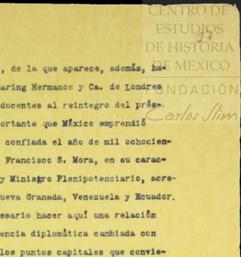 CENTRO DE
ESTUDIOS
DE HISTORIA
DE MEXICO
FUNDACIÓN
Carlos Slim
27
, de la que aparece, además, ha-
aring Hermanos y Ca. de Londres
ducentes al reintegro del prés-
ortante que México emprendió
confiada el año de mil ochocien-
Francisco S. Mora, en su carac-
y Ministro Plenipotenciario, acre-
ueva Granada, Venezuela y Ecuador.
esario hacer aquí una relación
encia diplomática cambiada con
los puntos capitales que convie-